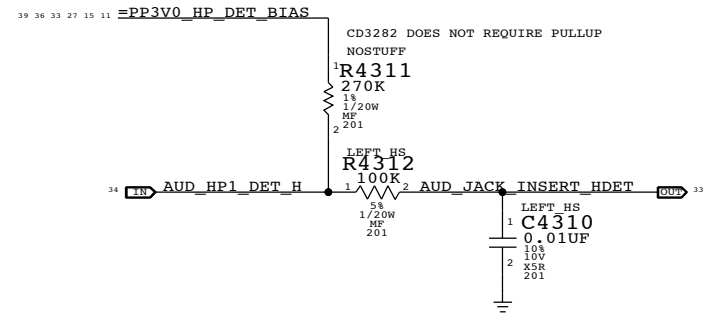 39 36 33 27 15 11 =PP3V0_HP_DET_BIAS
CD3282 DOES NOT REQUIRE PULLUP
NOSTUFF
1 R4311
270K
1%
1/20W
MF
2 201
LEFT_HS
R4312
100K
34 IN AUD_HP1_DET_H 1 2 AUD_JACK_INSERT_HDET OUT 33
5%
1/20W
MF
201
LEFT_HS
1 C4310
0.01UF
10%
10V
2 X5R
201